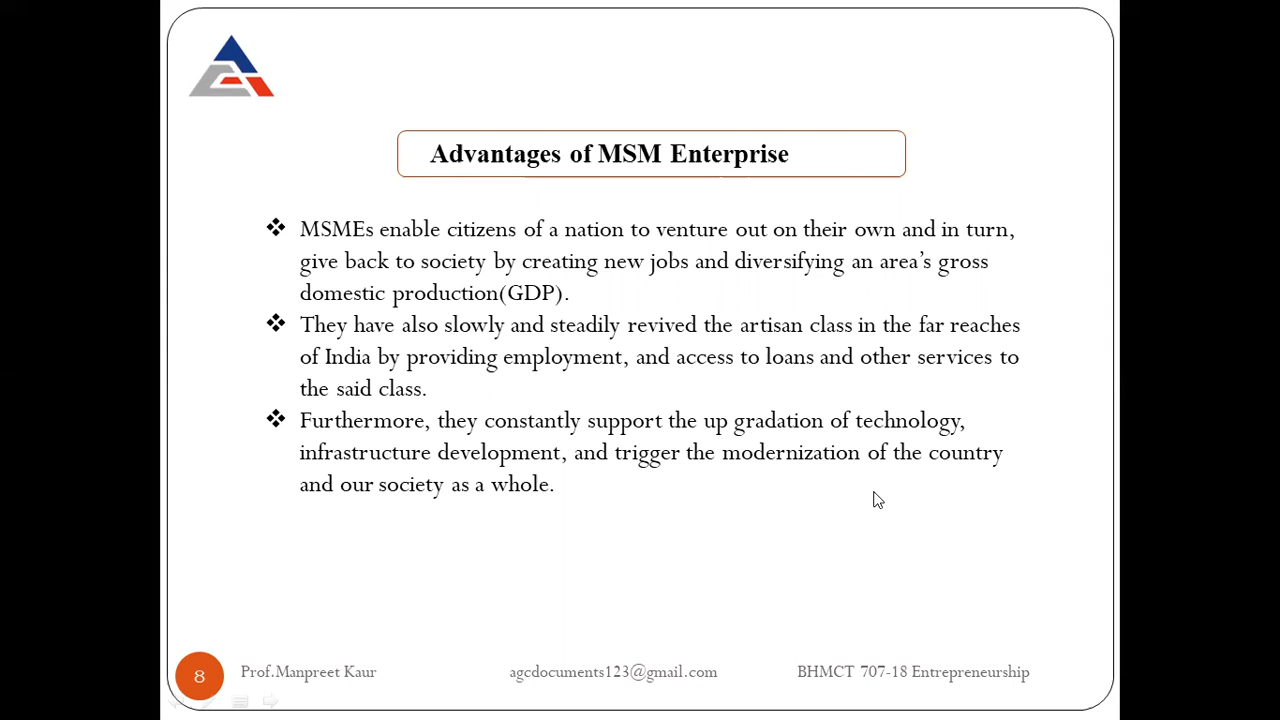 Advantages of MSM Enterprise
❖ MSMEs enable citizens of a nation to venture out on their own and in turn,
give back to society by creating new jobs and diversifying an area’s gross
domestic production(GDP).
❖ They have also slowly and steadily revived the artisan class in the far reaches
of India by providing employment, and access to loans and other services to
the said class.
❖ Furthermore, they constantly support the up gradation of technology,
infrastructure development, and trigger the modernization of the country
and our society as a whole.
8 Prof.Manpreet Kaur agcdocuments123@gmail.com BHMCT 707-18 Entrepreneurship